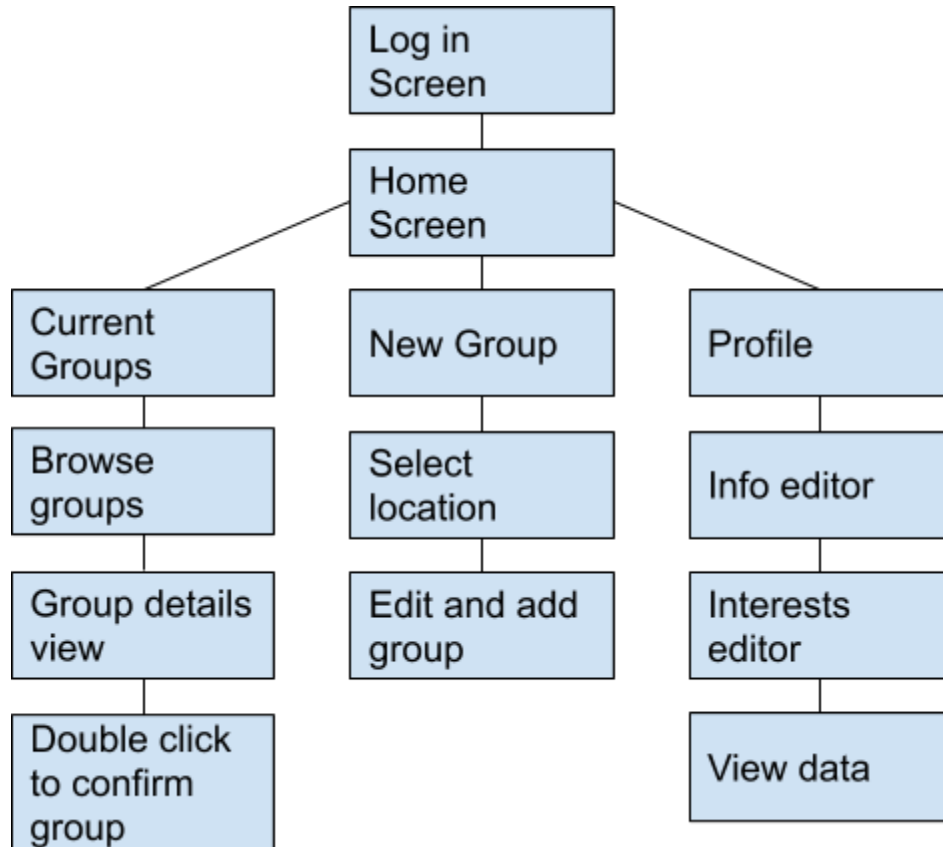 Log in
Screen
Home
Screen
Current
Groups
New Group
Profile
Browse
groups
Select
location
Info editor
Group details
view
Edit and add
group
Interests
editor
Double click
to confirm
group
View data